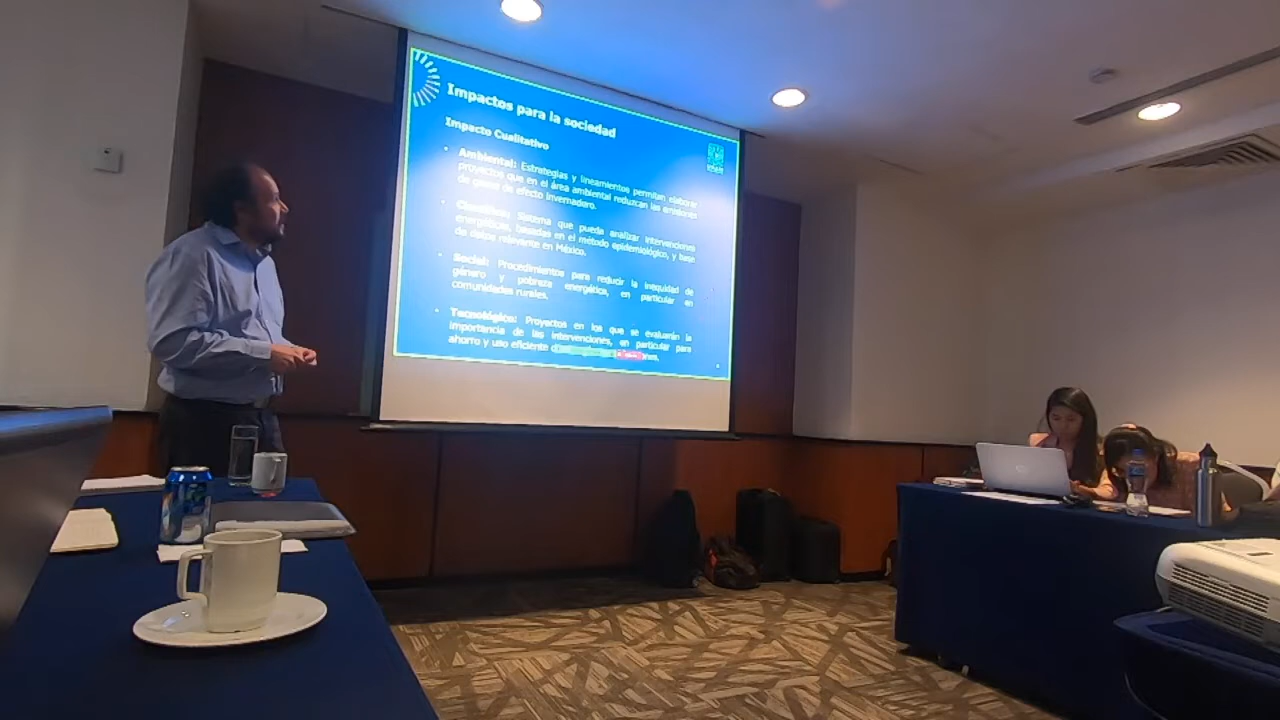 Impactos para la sociedad
Impacto Cualitativo
• Ambiental: Estrategias y lineamientos permitan elaborar
proyectos que en el área ambiental reduzcan las emisiones
de gases de efecto invernadero.
• Científico: Sistema que pueda analizar intervenciones
energéticas, basadas en el método epidemiológico, y base
de datos relevante en México.
• Social: Procedimientos para reducir la inequidad de
género y pobreza energética, en particular en
comunidades rurales.
• Tecnológico: Proyectos en los que se evaluarán la
importancia de las intervenciones, en particular para
ahorro y uso eficiente